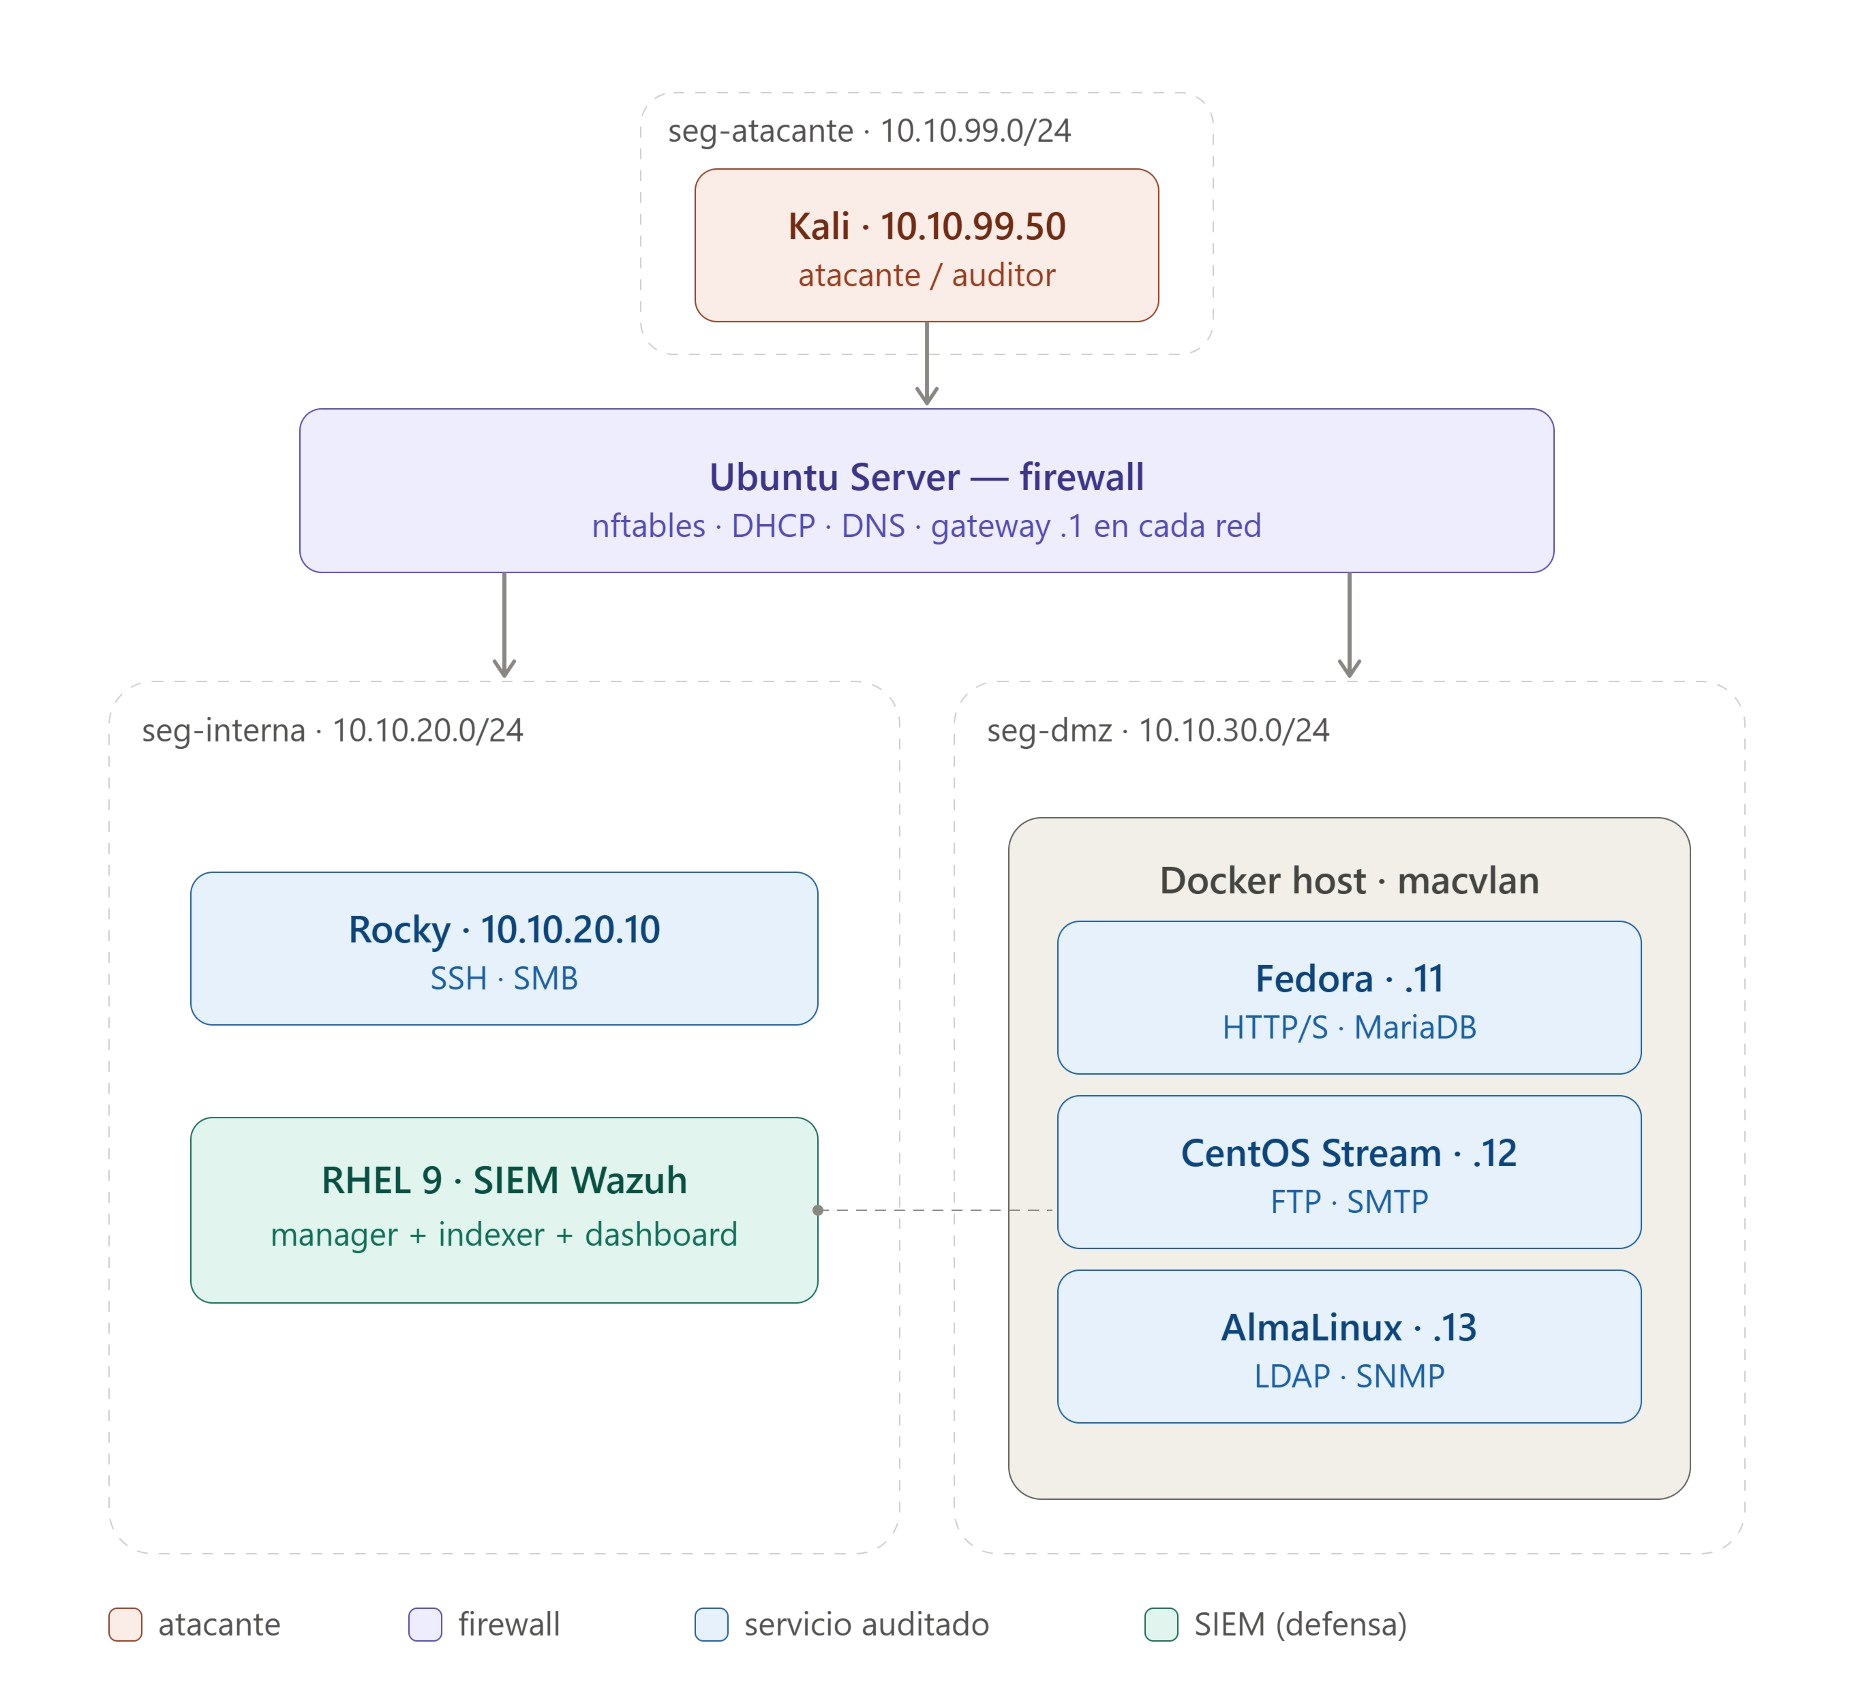 seg-atacante · 10.10.99.0/24
Kali · 10.10.99.50
atacante / auditor
Ubuntu Server — firewall
nftables · DHCP · DNS · gateway .1 en cada red
seg-interna · 10.10.20.0/24
Rocky · 10.10.20.10
SSH · SMB
RHEL 9 · SIEM Wazuh
manager + indexer + dashboard
seg-dmz · 10.10.30.0/24
Docker host · macvlan
Fedora · .11
HTTP/S · MariaDB
CentOS Stream · .12
FTP · SMTP
AlmaLinux · .13
LDAP · SNMP
atacante
firewall
servicio auditado
SIEM (defensa)